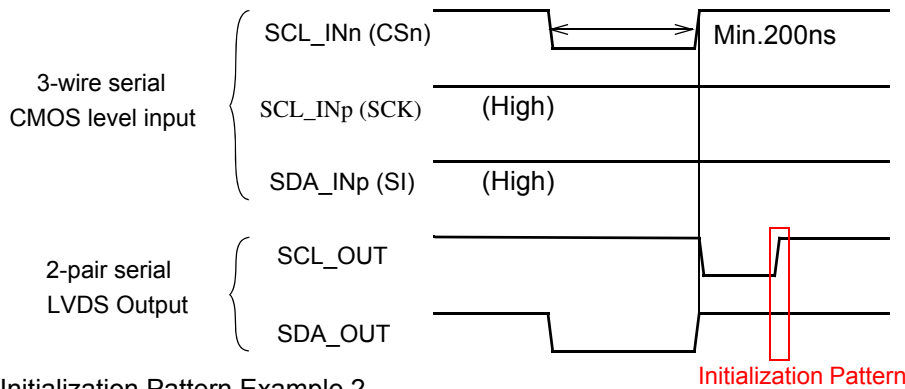 SCL_INn (CSn)
Min.200ns
3-wire serial
CMOS level input
SCL_INp (SCK)
(High)
SDA_INp (SI)
(High)
SCL_OUT
2-pair serial
LVDS Output
SDA_OUT
Initialization Pattern
Initialization Pattern Example 2